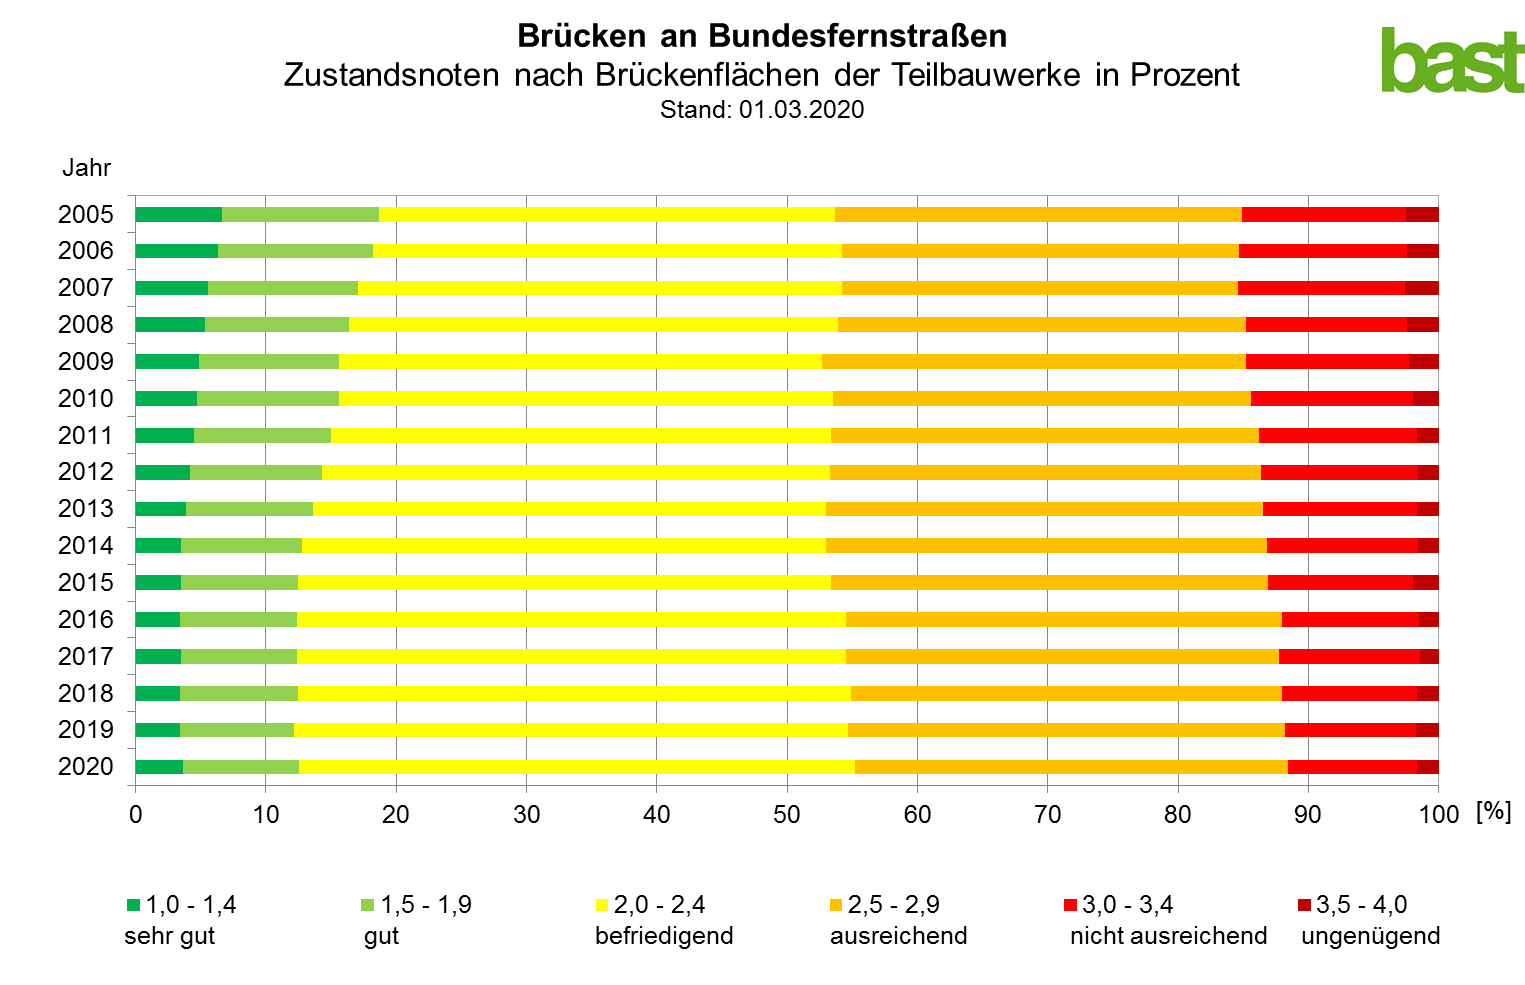 Brücken an Bundesfernstraßen
Zustandsnoten nach Brückenflächen der Teilbauwerke in Prozent
Stand: 01.03.2020
bast
Jahr
2005
2006
2007
2008
2009
2010
2011
2012
2013
2014
2015
2016
2017
2018
2019
2020
0 10 20 30 40 50 60 70 80 90 100 [%]
1,0 - 1,4 1,5 - 1,9 2,0 - 2,4 2,5 - 2,9 3,0 - 3,4 3,5 - 4,0
sehr gut gut befriedigend ausreichend nicht ausreichend ungenügend